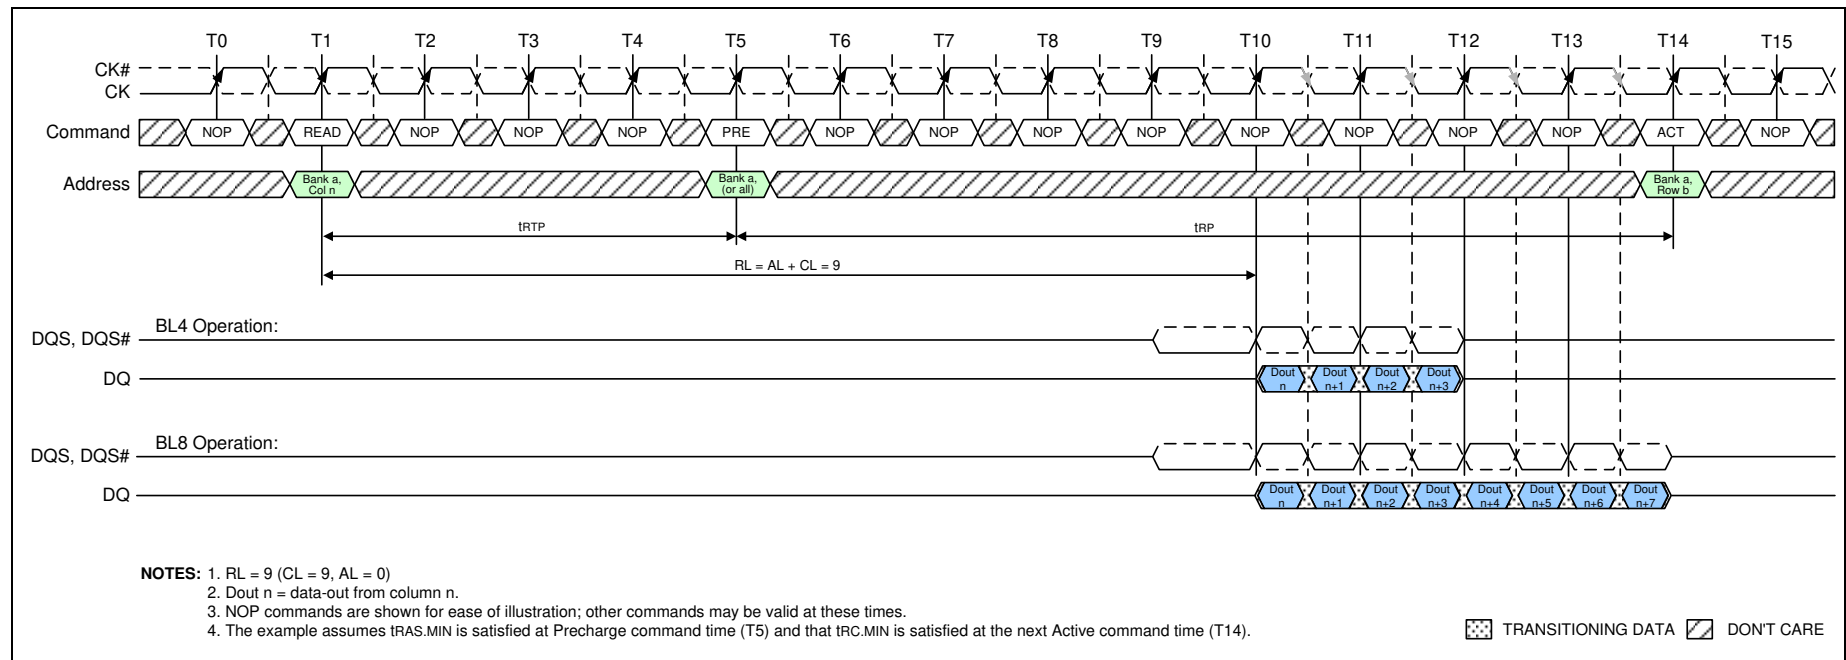 T0 T1 T2 T3 T4 T5 T6 T7 T8 T9 T10 T11 T12 T13 T14 T15
CK#
CK
Command NOP READ NOP NOP NOP PRE NOP NOP NOP NOP NOP NOP NOP NOP ACT NOP
Address Bank a, Col n Bank a, (or all) Bank a, Row b
tRTP tRP
RL = AL + CL = 9
BL4 Operation:
DQS, DQS#
DQ Dout n Dout n+1 Dout n+2 Dout n+3
BL8 Operation:
DQS, DQS#
DQ Dout n Dout n+1 Dout n+2 Dout n+3 Dout n+4 Dout n+5 Dout n+6 Dout n+7
NOTES: 1. RL = 9 (CL = 9, AL = 0)
2. Dout n = data-out from column n.
3. NOP commands are shown for ease of illustration; other commands may be valid at these times.
4. The example assumes tRAS.MIN is satisfied at Precharge command time (T5) and that tRC.MIN is satisfied at the next Active command time (T14).
TRANSITIONING DATA DON'T CARE